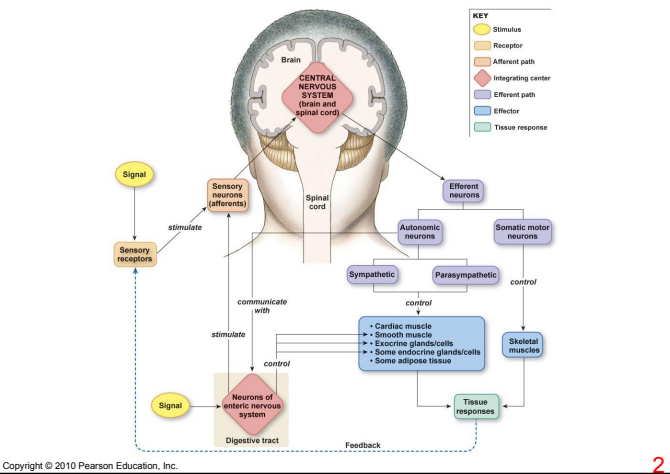 KEY
Stimulus
Receptor
Afferent path
Integrating center
Efferent path
Effector
Tissue response
Brain
CENTRAL
NERVOUS
SYSTEM
(brain and
spinal cord)
Signal
Sensory
neurons
(afferents)
Efferent
neurons
Spinal
cord
stimulate
Sensory
receptors
Autonomic
neurons
Somatic motor
neurons
Sympathetic
Parasympathetic
control
communicate
with
control
• Cardiac muscle
• Smooth muscle
• Exocrine glands/cells
• Some endocrine glands/cells
• Some adipose tissue
Skeletal
muscles
stimulate
control
Signal
Neurons of
enteric nervous
system
Digestive tract
Tissue
responses
Feedback
Copyright © 2010 Pearson Education, Inc.
2